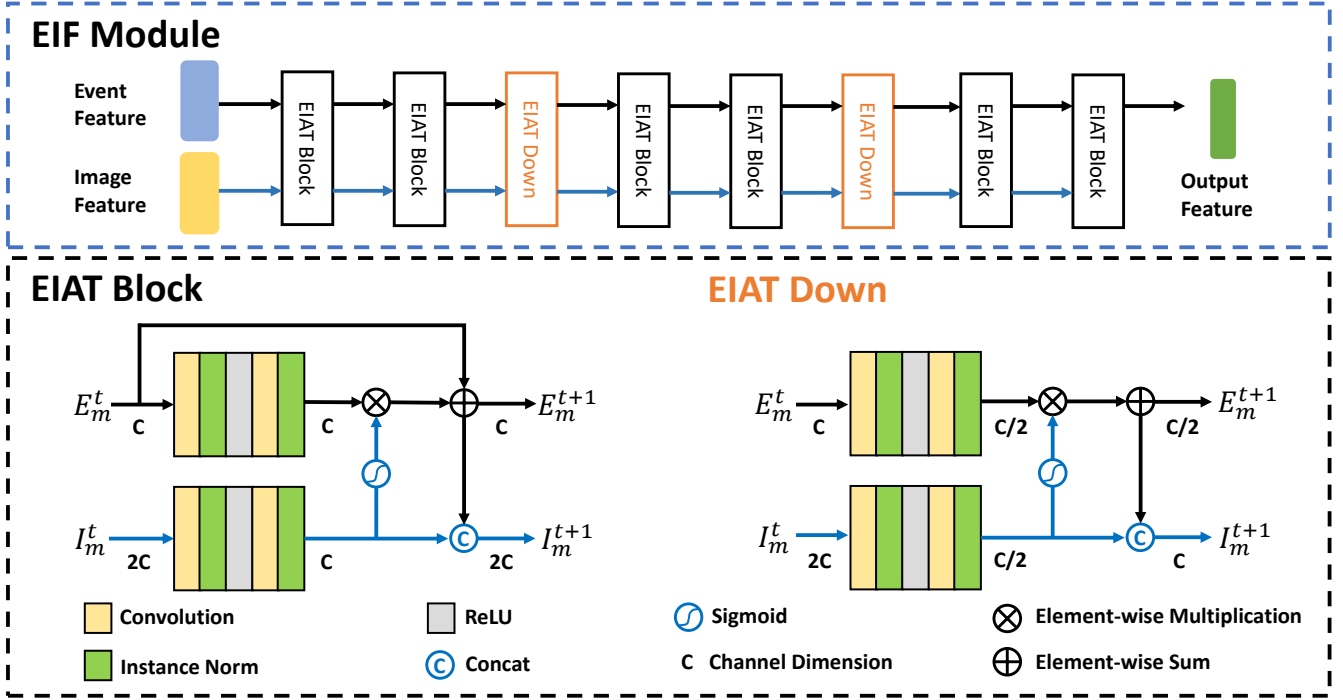 EIF Module
Event
Feature
Image
Feature
EIAT Block
EIAT Block
EIAT Down
EIAT Block
EIAT Block
EIAT Down
EIAT Block
EIAT Block
Output
Feature
EIAT Block
E_m^t
C
C
C
E_m^{t+1}
I_m^t
2C
C
C
2C
I_m^{t+1}
EIAT Down
E_m^t
C
C/2
C/2
E_m^{t+1}
I_m^t
2C
C/2
C
C
I_m^{t+1}
Convolution
ReLU
Sigmoid
Element-wise Multiplication
Instance Norm
C Concat
C Channel Dimension
Element-wise Sum